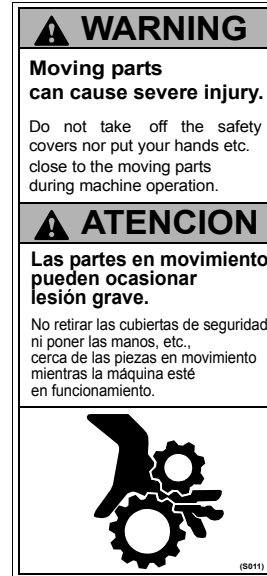 WARNING
Moving parts
can cause severe injury.
Do not take off the safety
covers nor put your hands etc.
close to the moving parts
during machine operation.
ATENCION
Las partes en movimiento
pueden ocasionar
lesión grave.
No retirar las cubiertas de seguridad
ni poner las manos, etc.,
cerca de las piezas en movimiento
mientras la máquina esté
en funcionamiento.
(S011)